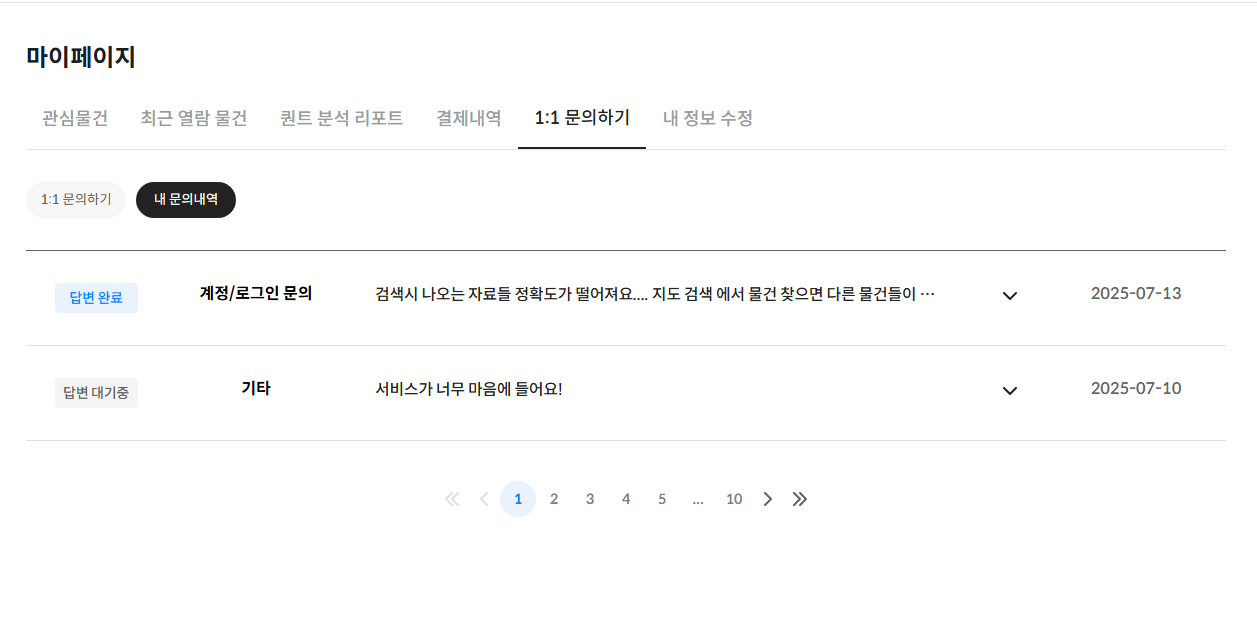 마이페이지
관심물건 최근 열람 물건 퀀트 분석 리포트 결제내역 1:1 문의하기 내 정보 수정
1:1 문의하기 내 문의내역
답변 완료 계정/로그인 문의 검색시 나오는 자료들 정확도가 떨어져요.... 지도 검색 에서 물건 찾으면 다른 물건들이 ··· 2025-07-13
답변 대기중 기타 서비스가 너무 마음에 들어요! 2025-07-10
1 2 3 4 5 ... 10